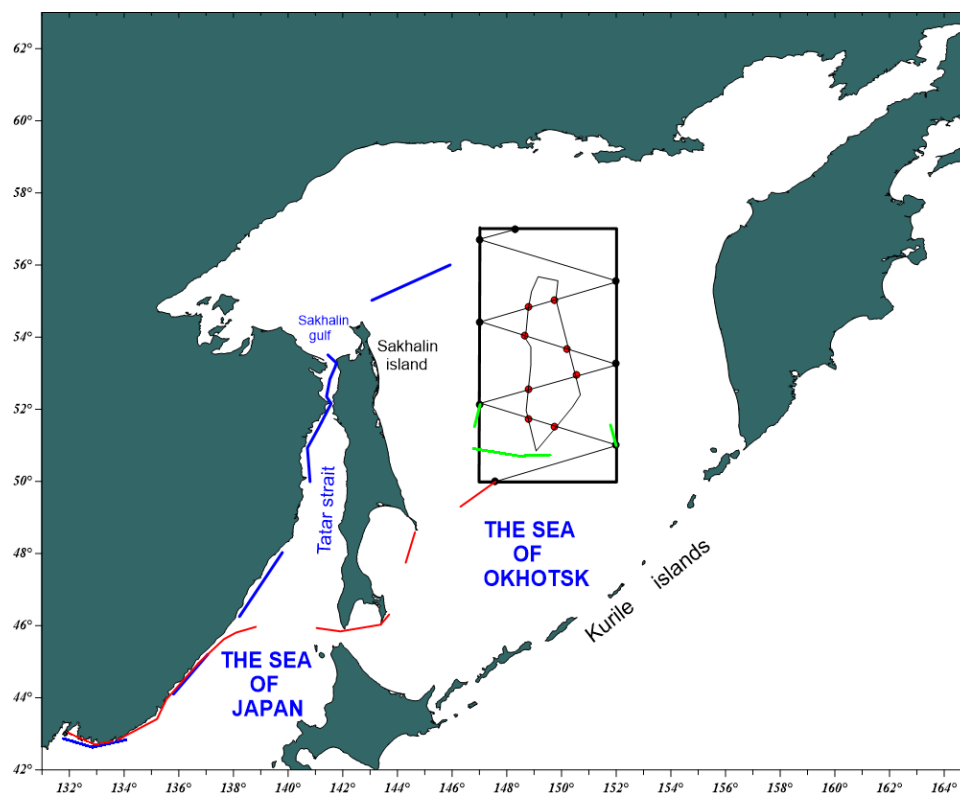 62°
60°
58°
56°
54°
52°
50°
48°
46°
44°
42°
Sakhalin
gulf
Sakhalin
island
Tatar strait
THE SEA
OF
OKHOTSK
Kurile islands
THE SEA
OF
JAPAN
132° 134° 136° 138° 140° 142° 144° 146° 148° 150° 152° 154° 156° 158° 160° 162° 164°